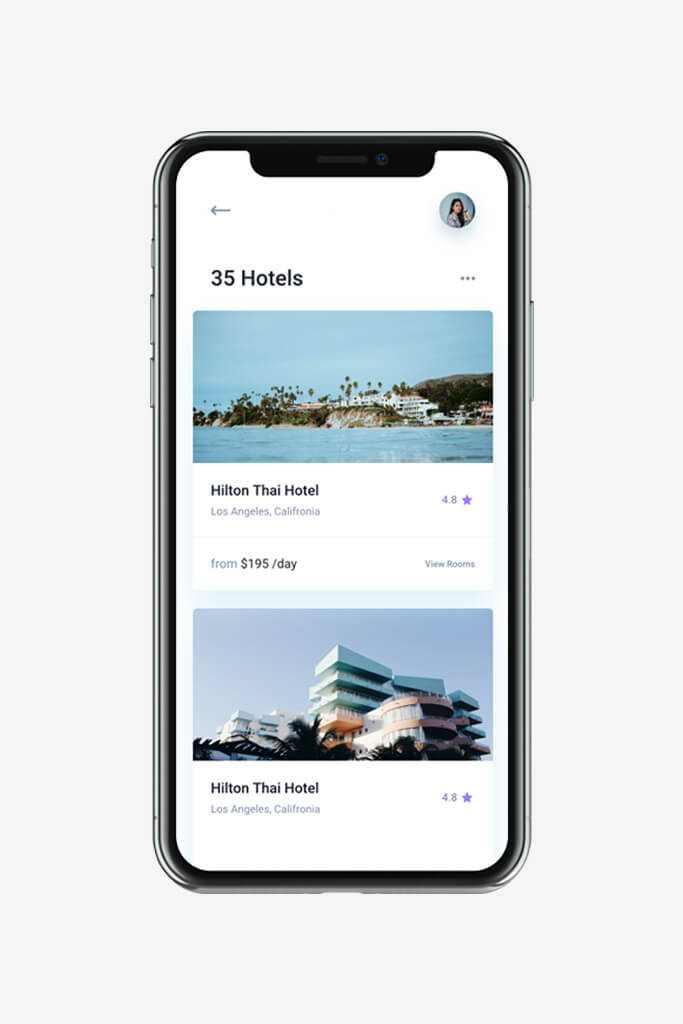 35 Hotels
Hilton Thai Hotel
Los Angeles, Califronia
4.8
from $195 /day
View Rooms
Hilton Thai Hotel
Los Angeles, Califronia
4.8